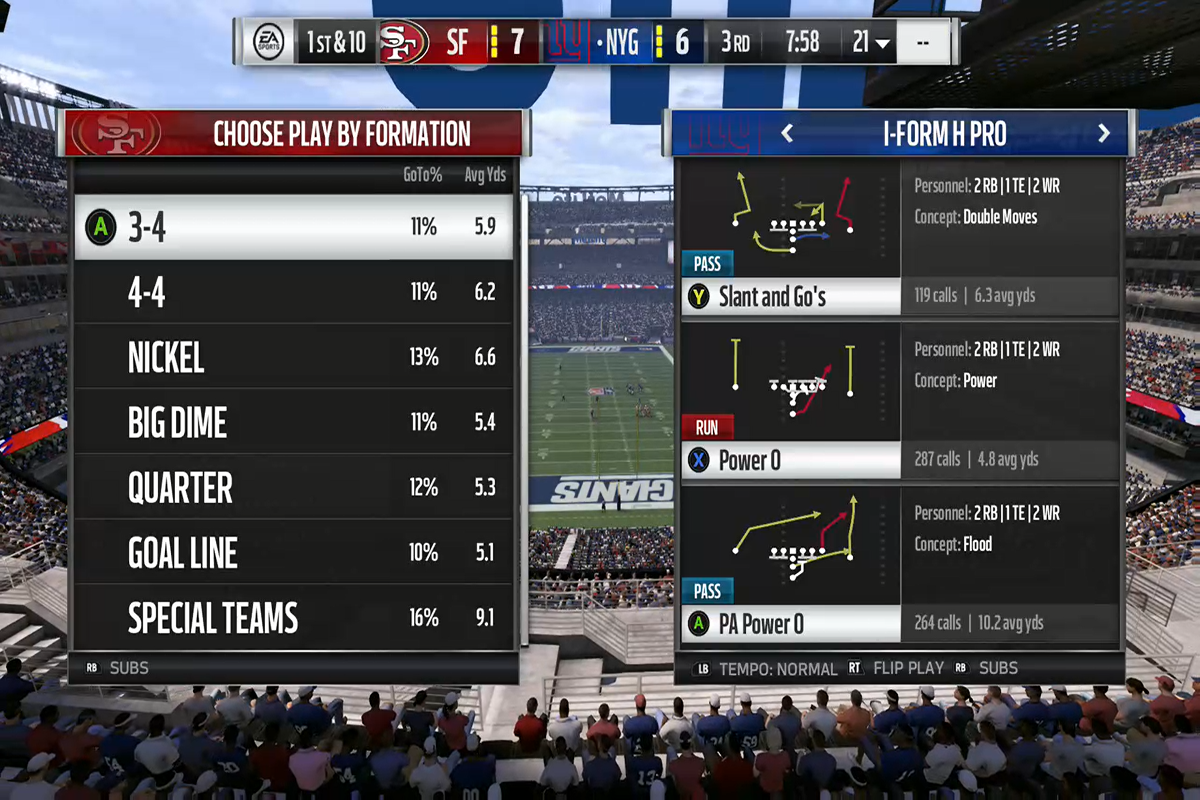 EA SPORTS 1ST & 10 SF SF 7 NY ·NYG 6 3RD 7:58 21 --
CHOOSE PLAY BY FORMATION
GoTo% Avg Yds
A 3-4 11% 5.9
4-4 11% 6.2
NICKEL 13% 6.6
BIG DIME 11% 5.4
QUARTER 12% 5.3
GOAL LINE 10% 5.1
SPECIAL TEAMS 16% 9.1
RB SUBS
I-FORM H PRO
Personnel: 2 RB | 1 TE | 2 WR
Concept: Double Moves
PASS
Y Slant and Go's 119 calls | 6.3 avg yds
Personnel: 2 RB | 1 TE | 2 WR
Concept: Power
RUN
X Power O 287 calls | 4.8 avg yds
Personnel: 2 RB | 1 TE | 2 WR
Concept: Flood
PASS
A PA Power O 264 calls | 10.2 avg yds
LB TEMPO: NORMAL RT FLIP PLAY RB SUBS
GIANTS
GIANTS